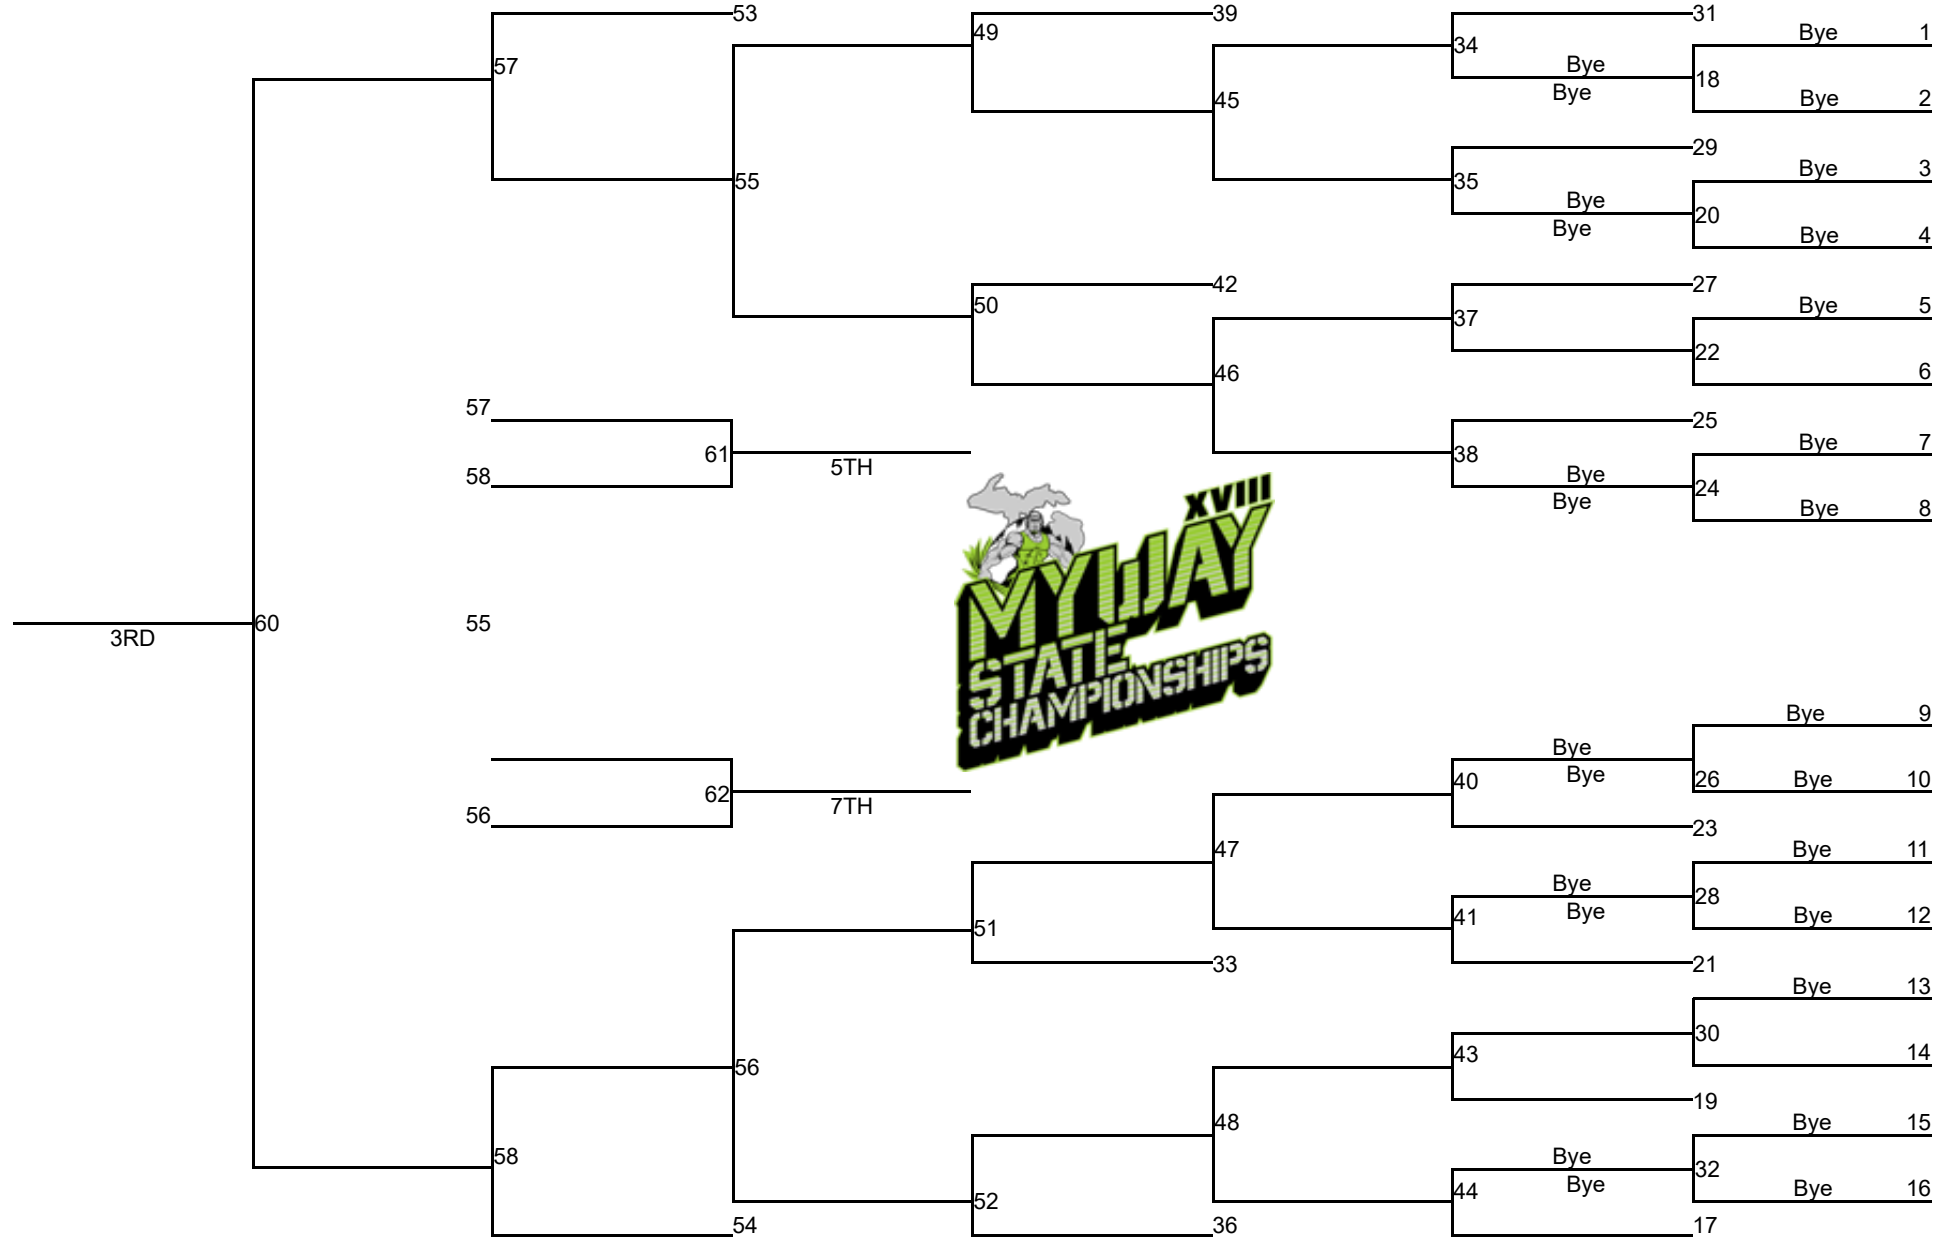 53 39 31
49 Bye 1
57 34 Bye
45 Bye 18
Bye 2
29
55 35 Bye 3
Bye 20
Bye Bye 4
42 27
50 37 Bye 5
46 22
6
57 25
61 5TH 38 Bye 7
58 Bye 24
Bye Bye 8
XVIII
MYWAY
STATE
CHAMPIONSHIPS
3RD 60 55
Bye 9
Bye
40 Bye 26 Bye 10
62 7TH
56 23
47 Bye 11
Bye 28
51 41 Bye Bye 12
33 21
Bye 13
30
56 43 14
19
48 Bye 15
58 Bye 32
52 44 Bye Bye 16
54 36 17